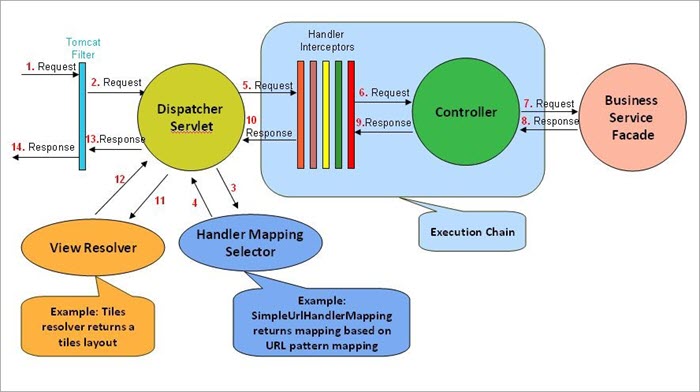 Tomcat
Filter
Handler
Interceptors
1. Request
2. Request
5. Request
6. Request
7. Request
8. Response
9.Response
10
Response
13.Response
14. Response
Dispatcher
Servlet
Controller
Business
Service
Facade
12
11
3
4
View Resolver
Handler Mapping
Selector
Execution Chain
Example: Tiles
resolver returns a
tiles layout
Example:
SimpleUrlHandlerMapping
returns mapping based on
URL pattern mapping